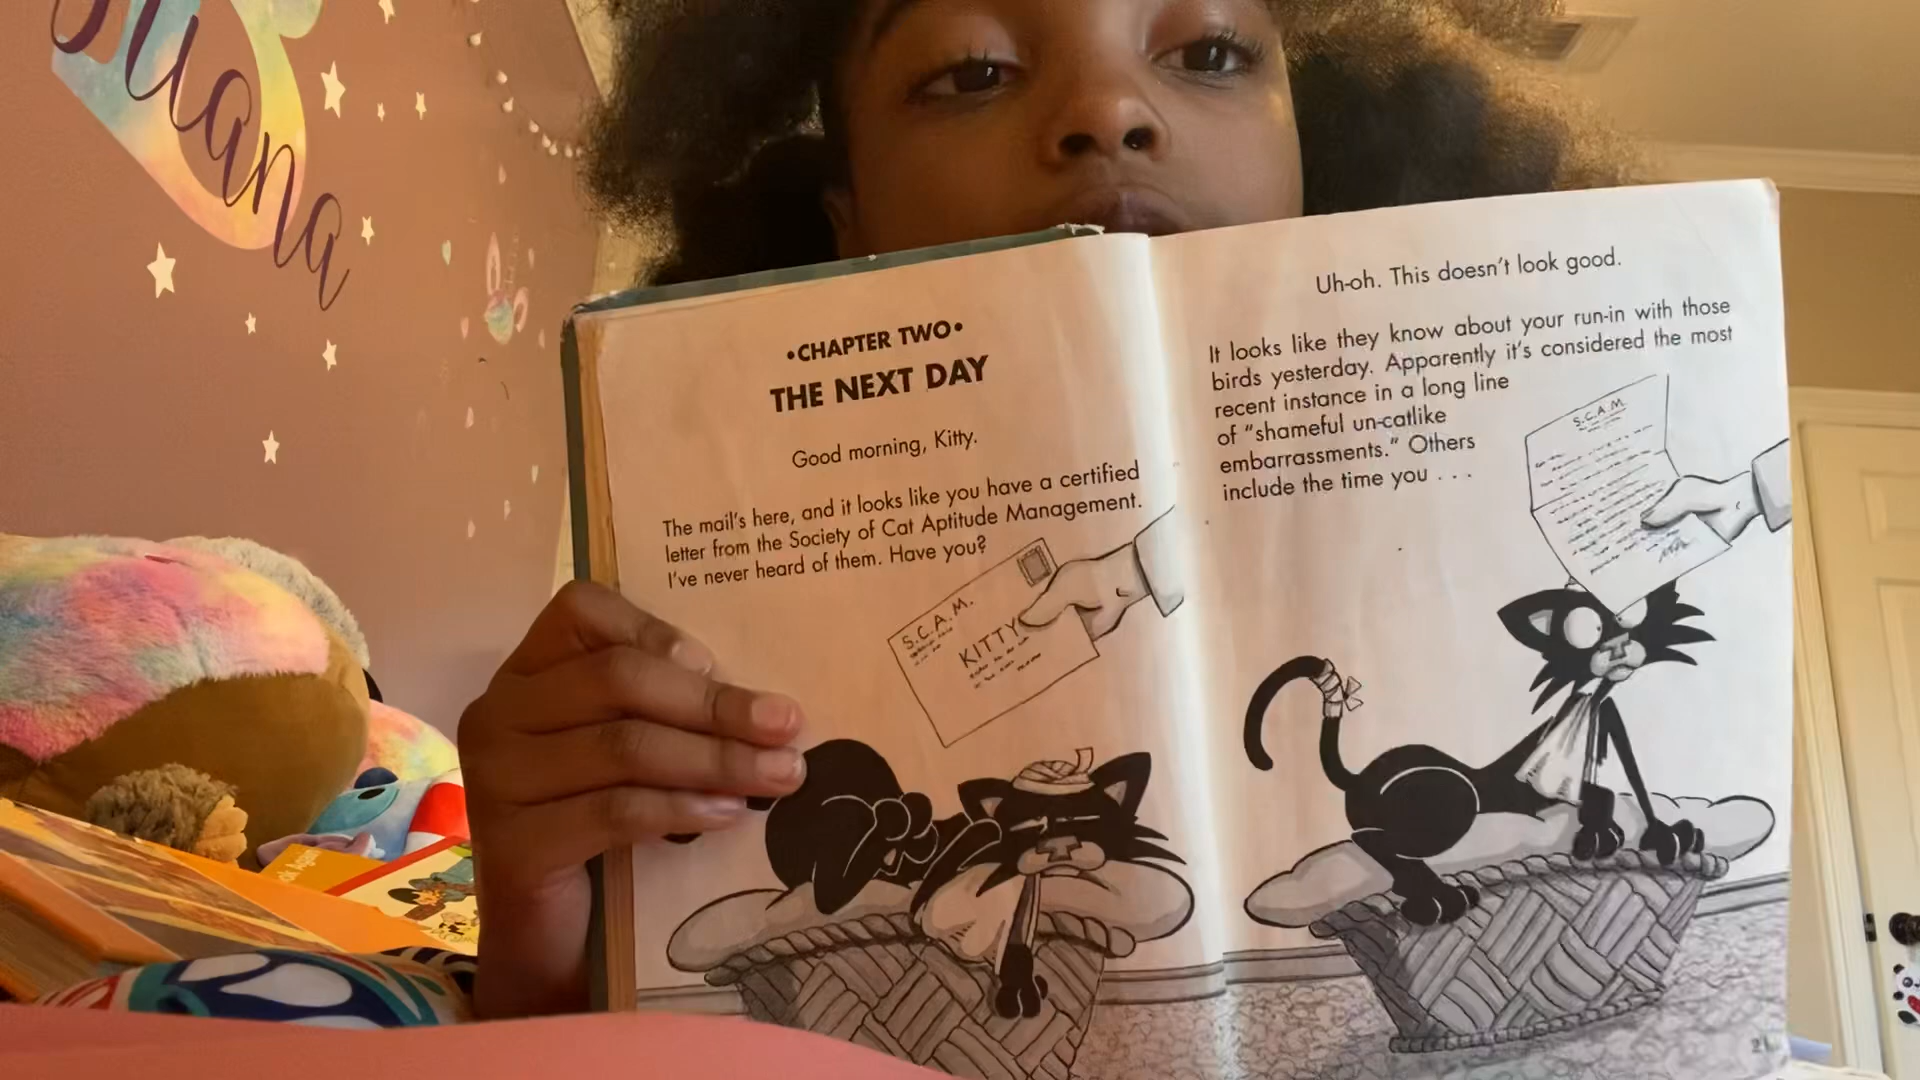 uana
•CHAPTER TWO•
THE NEXT DAY
Good morning, Kitty.
The mail's here, and it looks like you have a certified
letter from the Society of Cat Aptitude Management.
I've never heard of them. Have you?
S.C.A.M.
KITTY
Uh-oh. This doesn't look good.
It looks like they know about your run-in with those
birds yesterday. Apparently it's considered the most
recent instance in a long line
of “shameful un-catlike
embarrassments.” Others
include the time you . . .
S.C.A.M.